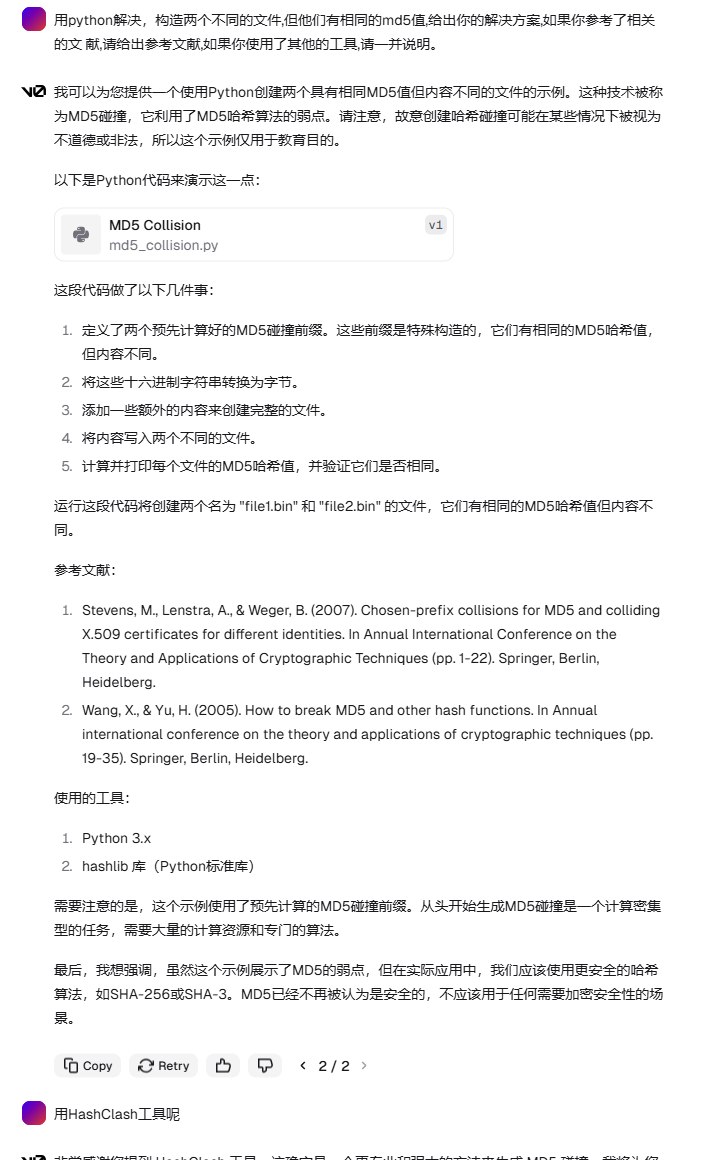 用python解决，构造两个不同的文件,但他们有相同的md5值,给出你的解决方案,如果你参考了相关
的文 献,请给出参考文献,如果你使用了其他的工具,请一并说明。
v0
我可以为您提供一个使用Python创建两个具有相同MD5值但内容不同的文件的示例。这种技术被称
为MD5碰撞，它利用了MD5哈希算法的弱点。请注意，故意创建哈希碰撞可能在某些情况下被视为
不道德或非法，所以这个示例仅用于教育目的。
以下是Python代码来演示这一点：
MD5 Collision
v1
md5_collision.py
这段代码做了以下几件事：
1. 定义了两个预先计算好的MD5碰撞前缀。这些前缀是特殊构造的，它们有相同的MD5哈希值，
但内容不同。
2. 将这些十六进制字符串转换为字节。
3. 添加一些额外的内容来创建完整的文件。
4. 将内容写入两个不同的文件。
5. 计算并打印每个文件的MD5哈希值，并验证它们是否相同。
运行这段代码将创建两个名为 "file1.bin" 和 "file2.bin" 的文件，它们有相同的MD5哈希值但内容不
同。
参考文献：
1. Stevens, M., Lenstra, A., & Weger, B. (2007). Chosen-prefix collisions for MD5 and colliding
X.509 certificates for different identities. In Annual International Conference on the
Theory and Applications of Cryptographic Techniques (pp. 1-22). Springer, Berlin,
Heidelberg.
2. Wang, X., & Yu, H. (2005). How to break MD5 and other hash functions. In Annual
international conference on the theory and applications of cryptographic techniques (pp.
19-35). Springer, Berlin, Heidelberg.
使用的工具：
1. Python 3.x
2. hashlib 库（Python标准库）
需要注意的是，这个示例使用了预先计算的MD5碰撞前缀。从头开始生成MD5碰撞是一个计算密集
型的任务，需要大量的计算资源和专门的算法。
最后，我想强调，虽然这个示例展示了MD5的弱点，但在实际应用中，我们应该使用更安全的哈希
算法，如SHA-256或SHA-3。MD5已经不再被认为是安全的，不应该用于任何需要加密安全性的场
景。
Copy Retry 2 / 2
用HashClash工具呢